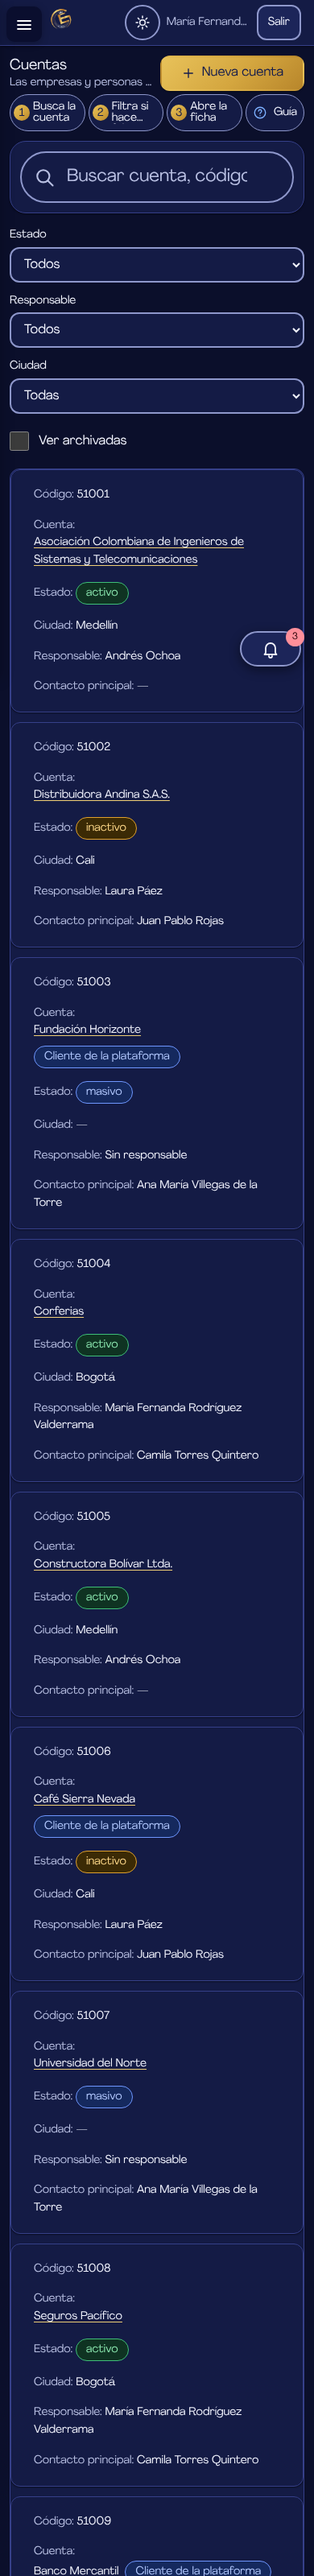 María Fernand...
Salir
Cuentas
Las empresas y personas ...
Nueva cuenta
1 Busca la cuenta
2 Filtra si hace...
3 Abre la ficha
Guía
Buscar cuenta, código
Estado
Todos
Responsable
Todos
Ciudad
Todas
Ver archivadas
Código: 51001
Cuenta:
Asociación Colombiana de Ingenieros de
Sistemas y Telecomunicaciones
Estado: activo
Ciudad: Medellín
3
Responsable: Andrés Ochoa
Contacto principal: —
Código: 51002
Cuenta:
Distribuidora Andina S.A.S.
Estado: inactivo
Ciudad: Cali
Responsable: Laura Páez
Contacto principal: Juan Pablo Rojas
Código: 51003
Cuenta:
Fundación Horizonte
Cliente de la plataforma
Estado: masivo
Ciudad: —
Responsable: Sin responsable
Contacto principal: Ana María Villegas de la
Torre
Código: 51004
Cuenta:
Corferias
Estado: activo
Ciudad: Bogotá
Responsable: María Fernanda Rodríguez
Valderrama
Contacto principal: Camila Torres Quintero
Código: 51005
Cuenta:
Constructora Bolívar Ltda.
Estado: activo
Ciudad: Medellín
Responsable: Andrés Ochoa
Contacto principal: —
Código: 51006
Cuenta:
Café Sierra Nevada
Cliente de la plataforma
Estado: inactivo
Ciudad: Cali
Responsable: Laura Páez
Contacto principal: Juan Pablo Rojas
Código: 51007
Cuenta:
Universidad del Norte
Estado: masivo
Ciudad: —
Responsable: Sin responsable
Contacto principal: Ana María Villegas de la
Torre
Código: 51008
Cuenta:
Seguros Pacífico
Estado: activo
Ciudad: Bogotá
Responsable: María Fernanda Rodríguez
Valderrama
Contacto principal: Camila Torres Quintero
Código: 51009
Cuenta:
Banco Mercantil Cliente de la plataforma